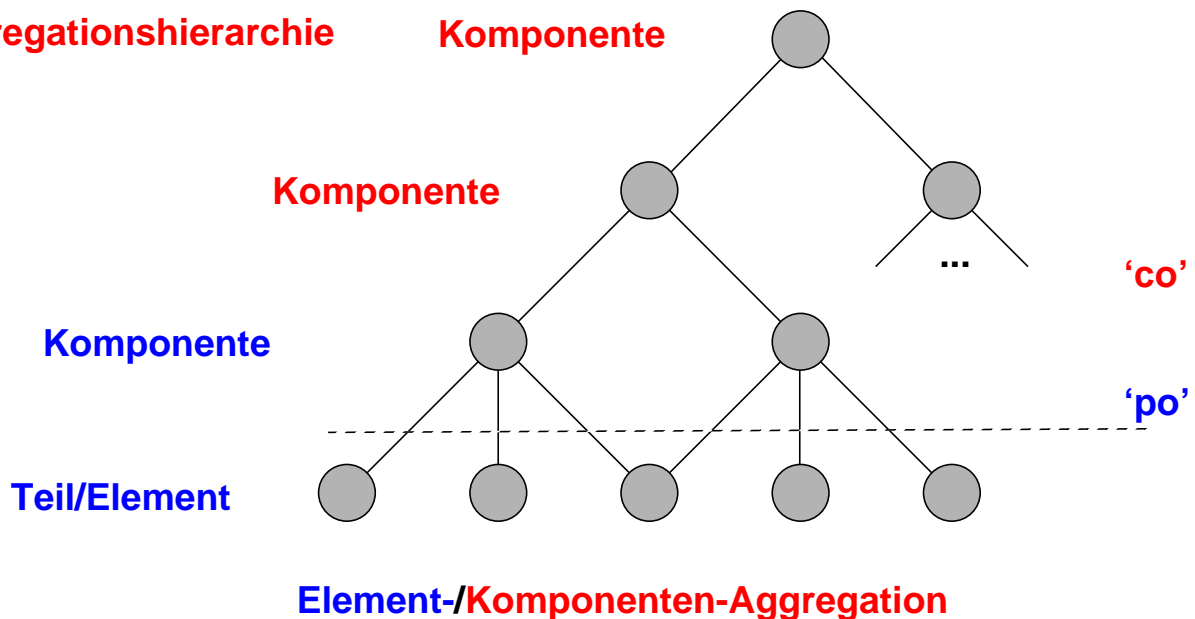 regationshierarchie Komponente
Komponente
...
‘co’
Komponente
‘po’
Teil/Element
Element-/Komponenten-Aggregation